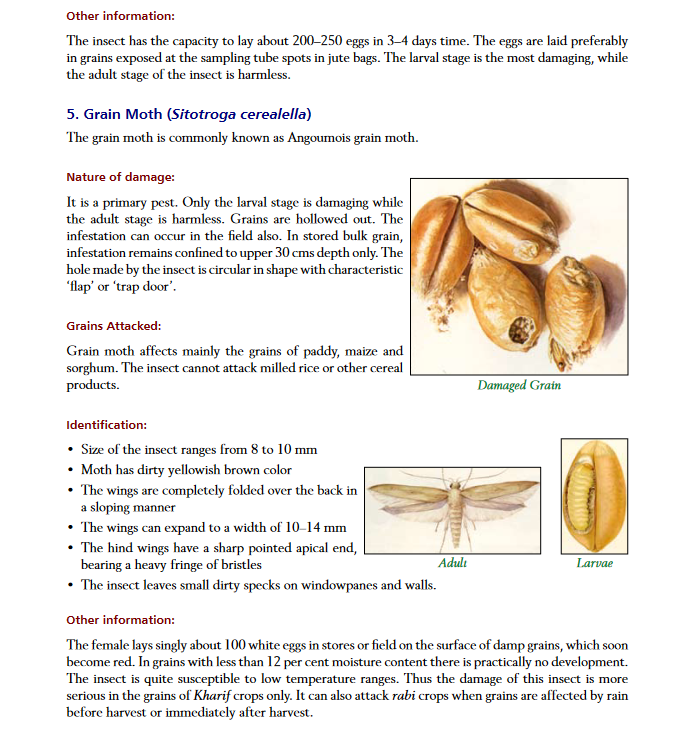 Other information:
The insect has the capacity to lay about 200–250 eggs in 3–4 days time. The eggs are laid preferably
in grains exposed at the sampling tube spots in jute bags. The larval stage is the most damaging, while
the adult stage of the insect is harmless.
5. Grain Moth (Sitotroga cerealella)
The grain moth is commonly known as Angoumois grain moth.
Nature of damage:
It is a primary pest. Only the larval stage is damaging while
the adult stage is harmless. Grains are hollowed out. The
infestation can occur in the field also. In stored bulk grain,
infestation remains confined to upper 30 cms depth only. The
hole made by the insect is circular in shape with characteristic
‘flap’ or ‘trap door’.
Grains Attacked:
Grain moth affects mainly the grains of paddy, maize and
sorghum. The insect cannot attack milled rice or other cereal
products.
Damaged Grain
Identification:
• Size of the insect ranges from 8 to 10 mm
• Moth has dirty yellowish brown color
• The wings are completely folded over the back in
a sloping manner
• The wings can expand to a width of 10–14 mm
• The hind wings have a sharp pointed apical end,
bearing a heavy fringe of bristles
• The insect leaves small dirty specks on windowpanes and walls.
Adult
Larvae
Other information:
The female lays singly about 100 white eggs in stores or field on the surface of damp grains, which soon
become red. In grains with less than 12 per cent moisture content there is practically no development.
The insect is quite susceptible to low temperature ranges. Thus the damage of this insect is more
serious in the grains of Kharif crops only. It can also attack rabi crops when grains are affected by rain
before harvest or immediately after harvest.